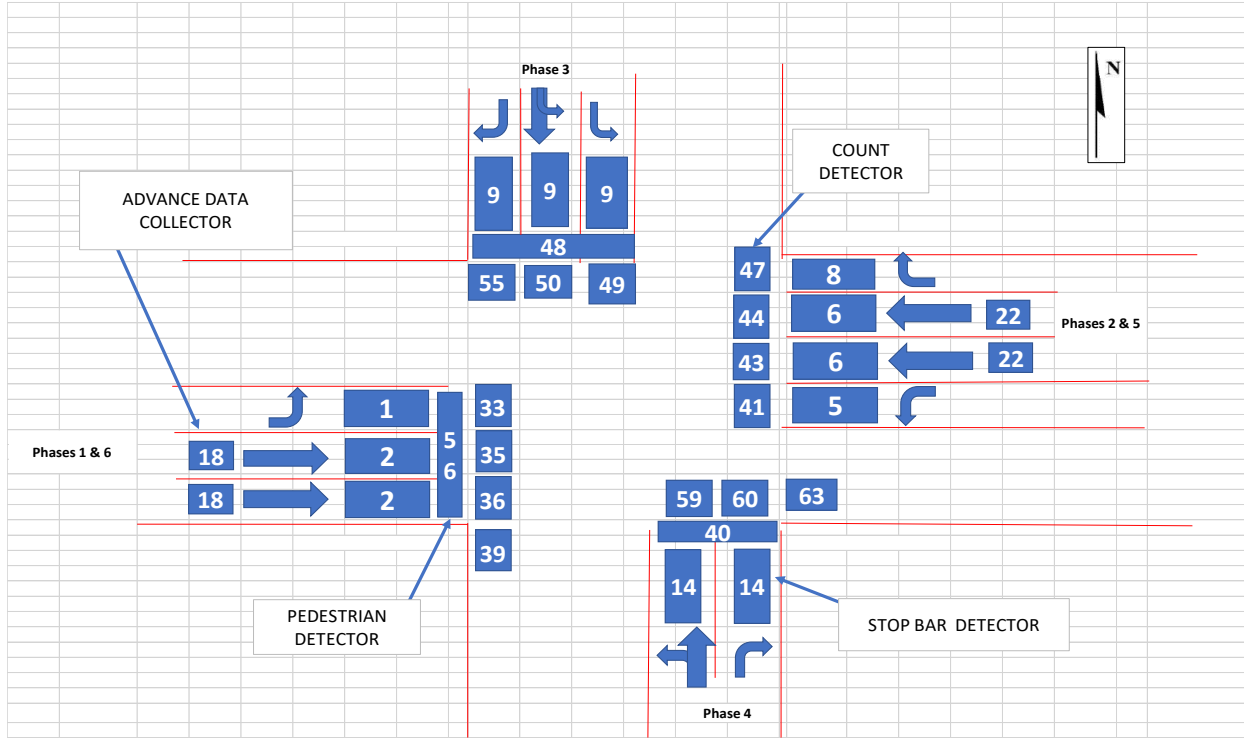 Phase 3
N
COUNT
DETECTOR
ADVANCE DATA
COLLECTOR
9
9
9
48
55
50
49
47
8
44
6
22
Phases 2 & 5
43
6
22
41
5
1
33
Phases 1 & 6
18
2
5
6
35
18
2
36
39
59
60
63
40
14
14
PEDESTRIAN
DETECTOR
STOP BAR DETECTOR
Phase 4